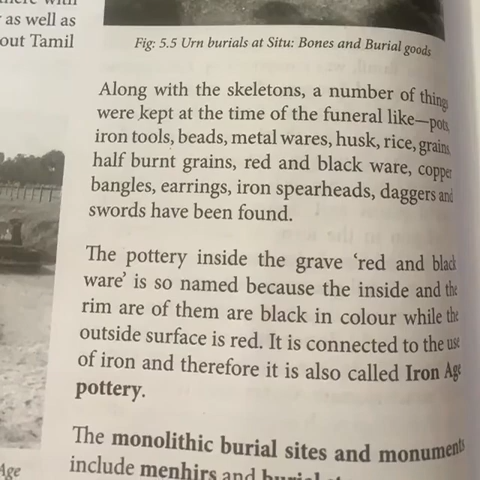 with
as well as
out Tamil
Fig: 5.5 Urn burials at Situ: Bones and Burial goods
Along with the skeletons, a number of things
were kept at the time of the funeral like—pots,
iron tools, beads, metal wares, husk, rice, grains,
half burnt grains, red and black ware, copper
bangles, earrings, iron spearheads, daggers and
swords have been found.
The pottery inside the grave ‘red and black
ware’ is so named because the inside and the
rim are of them are black in colour while the
outside surface is red. It is connected to the use
of iron and therefore it is also called Iron Age
pottery.
The monolithic burial sites and monuments
include menhirs and
Age